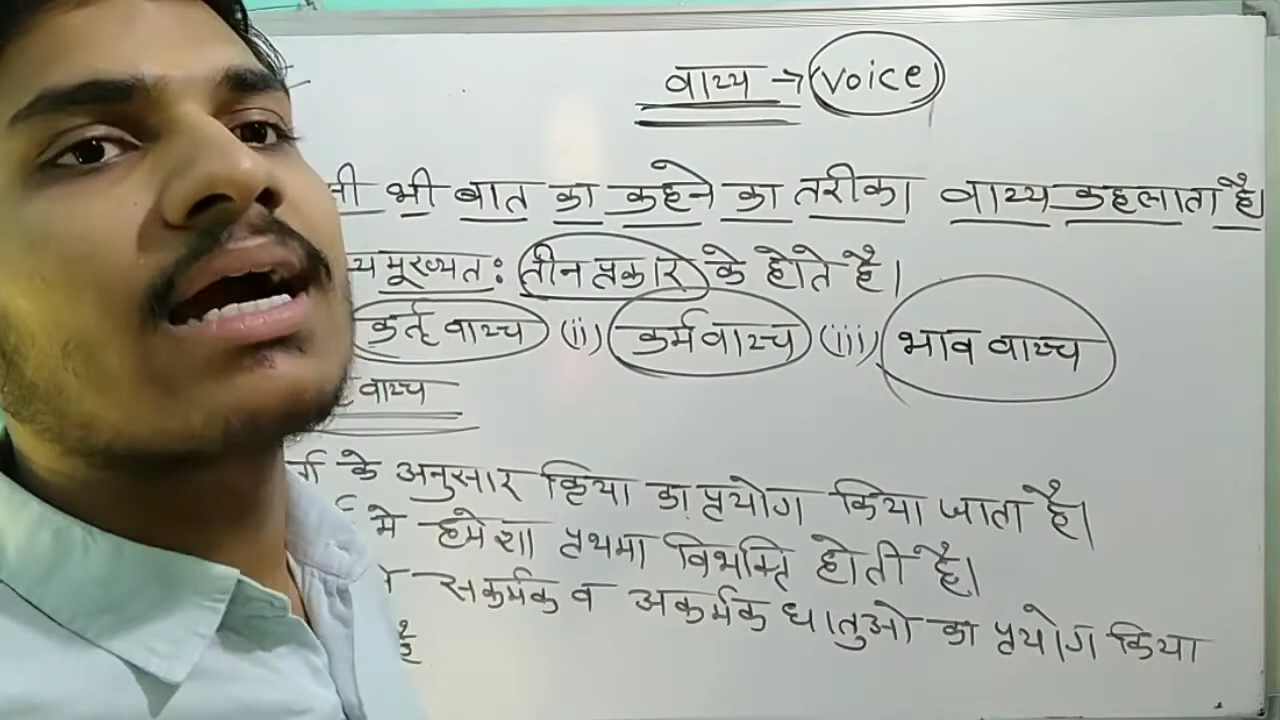 वाच्य → voice
भी बात का कहने का तरीका वाच्य कहलाता है।
मुख्यत: तीन प्रकार के होते है।
कर्तृ वाच्य (ii) कर्म वाच्य (iii) भाव वाच्य
वाच्य
के अनुसार क्रिया का प्रयोग किया जाता है।
मे हमेशा प्रथमा विभक्ति होती है।
सकर्मक व अकर्मक धातुओ का प्रयोग किया